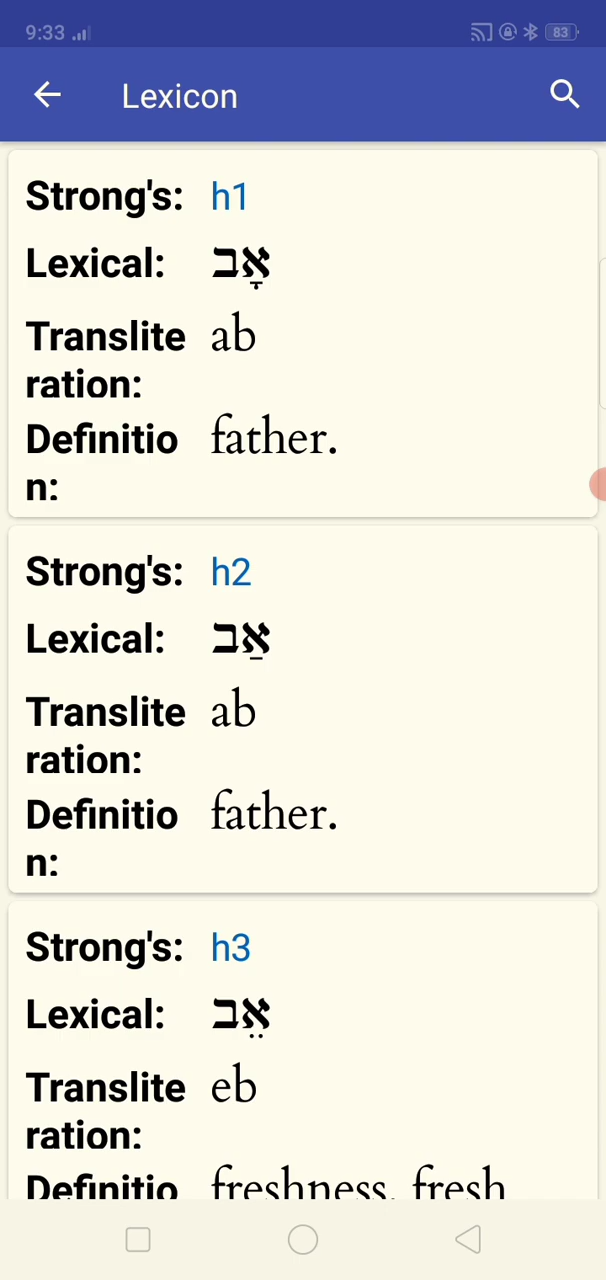 9:33
83
Lexicon
Strong's: h1
Lexical: אָב
Translite ab
ration:
Definitio father.
n:
Strong's: h2
Lexical: אַב
Translite ab
ration:
Definitio father.
n:
Strong's: h3
Lexical: אֵב
Translite eb
ration:
Definitio freshness, fresh